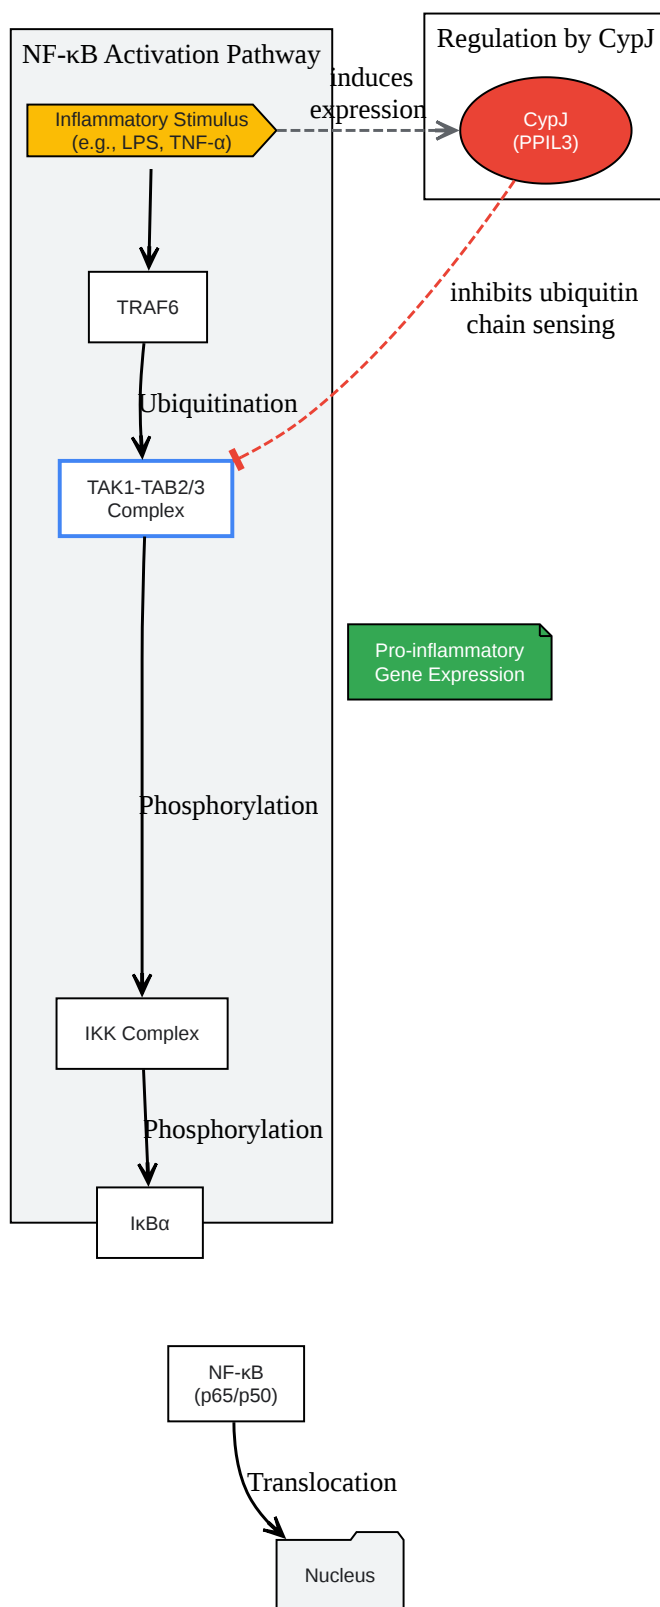 NF-κB Activation Pathway
Regulation by CypJ
induces
expression
Inflammatory Stimulus
(e.g., LPS, TNF-α)
CypJ
(PPIL3)
TRAF6
inhibits ubiquitin
chain sensing
Ubiquitination
TAK1-TAB2/3
Complex
Pro-inflammatory
Gene Expression
Phosphorylation
IKK Complex
Phosphorylation
IκBα
NF-κB
(p65/p50)
Translocation
Nucleus